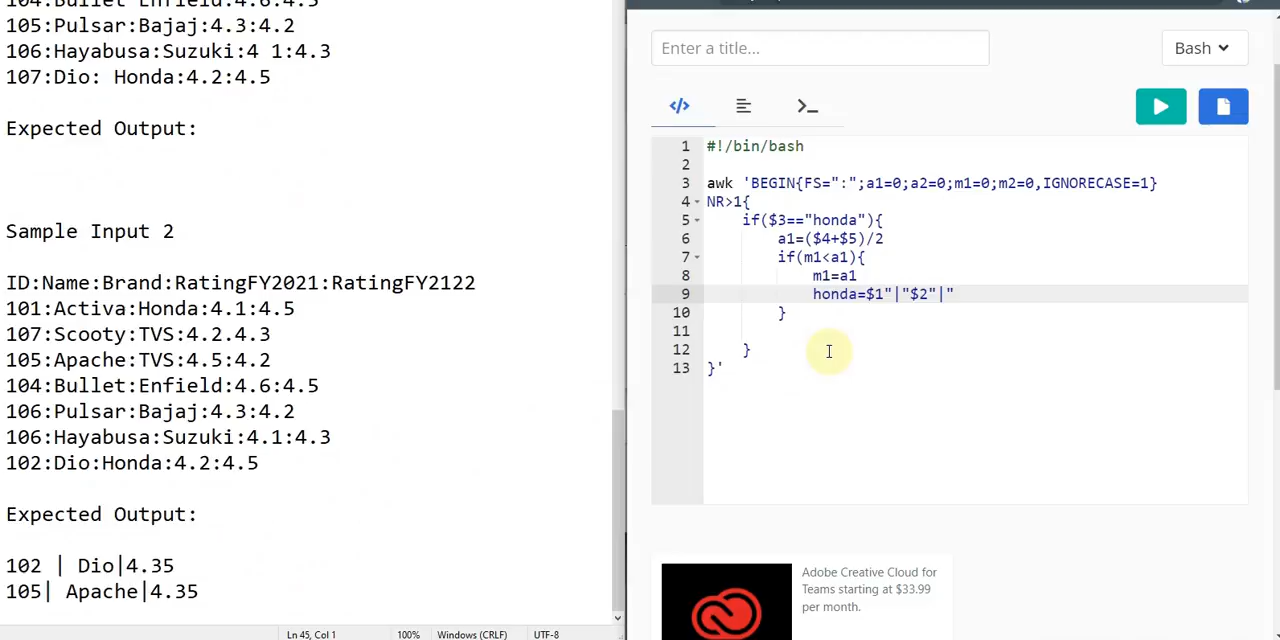 104:Bullet Enfield:4.6:4.5
105:Pulsar:Bajaj:4.3:4.2
106:Hayabusa:Suzuki:4 1:4.3
107:Dio: Honda:4.2:4.5
Expected Output:
Sample Input 2
ID:Name:Brand:RatingFY2021:RatingFY2122
101:Activa:Honda:4.1:4.5
107:Scooty:TVS:4.2.4.3
105:Apache:TVS:4.5:4.2
104:Bullet:Enfield:4.6:4.5
106:Pulsar:Bajaj:4.3:4.2
106:Hayabusa:Suzuki:4.1:4.3
102:Dio:Honda:4.2:4.5
Expected Output:
102 | Dio|4.35
105| Apache|4.35
Ln 45, Col 1
100%
Windows (CRLF)
UTF-8
Enter a title...
Bash
1 #!/bin/bash
2
3 awk 'BEGIN{FS=":";a1=0;a2=0;m1=0;m2=0,IGNORECASE=1}
4 NR>1{
5 if($3=="honda"){
6 a1=($4+$5)/2
7 if(m1<a1){
8 m1=a1
9 honda=$1"|"$2"|"
10 }
11
12 }
13 }'
Adobe Creative Cloud for
Teams starting at $33.99
per month.